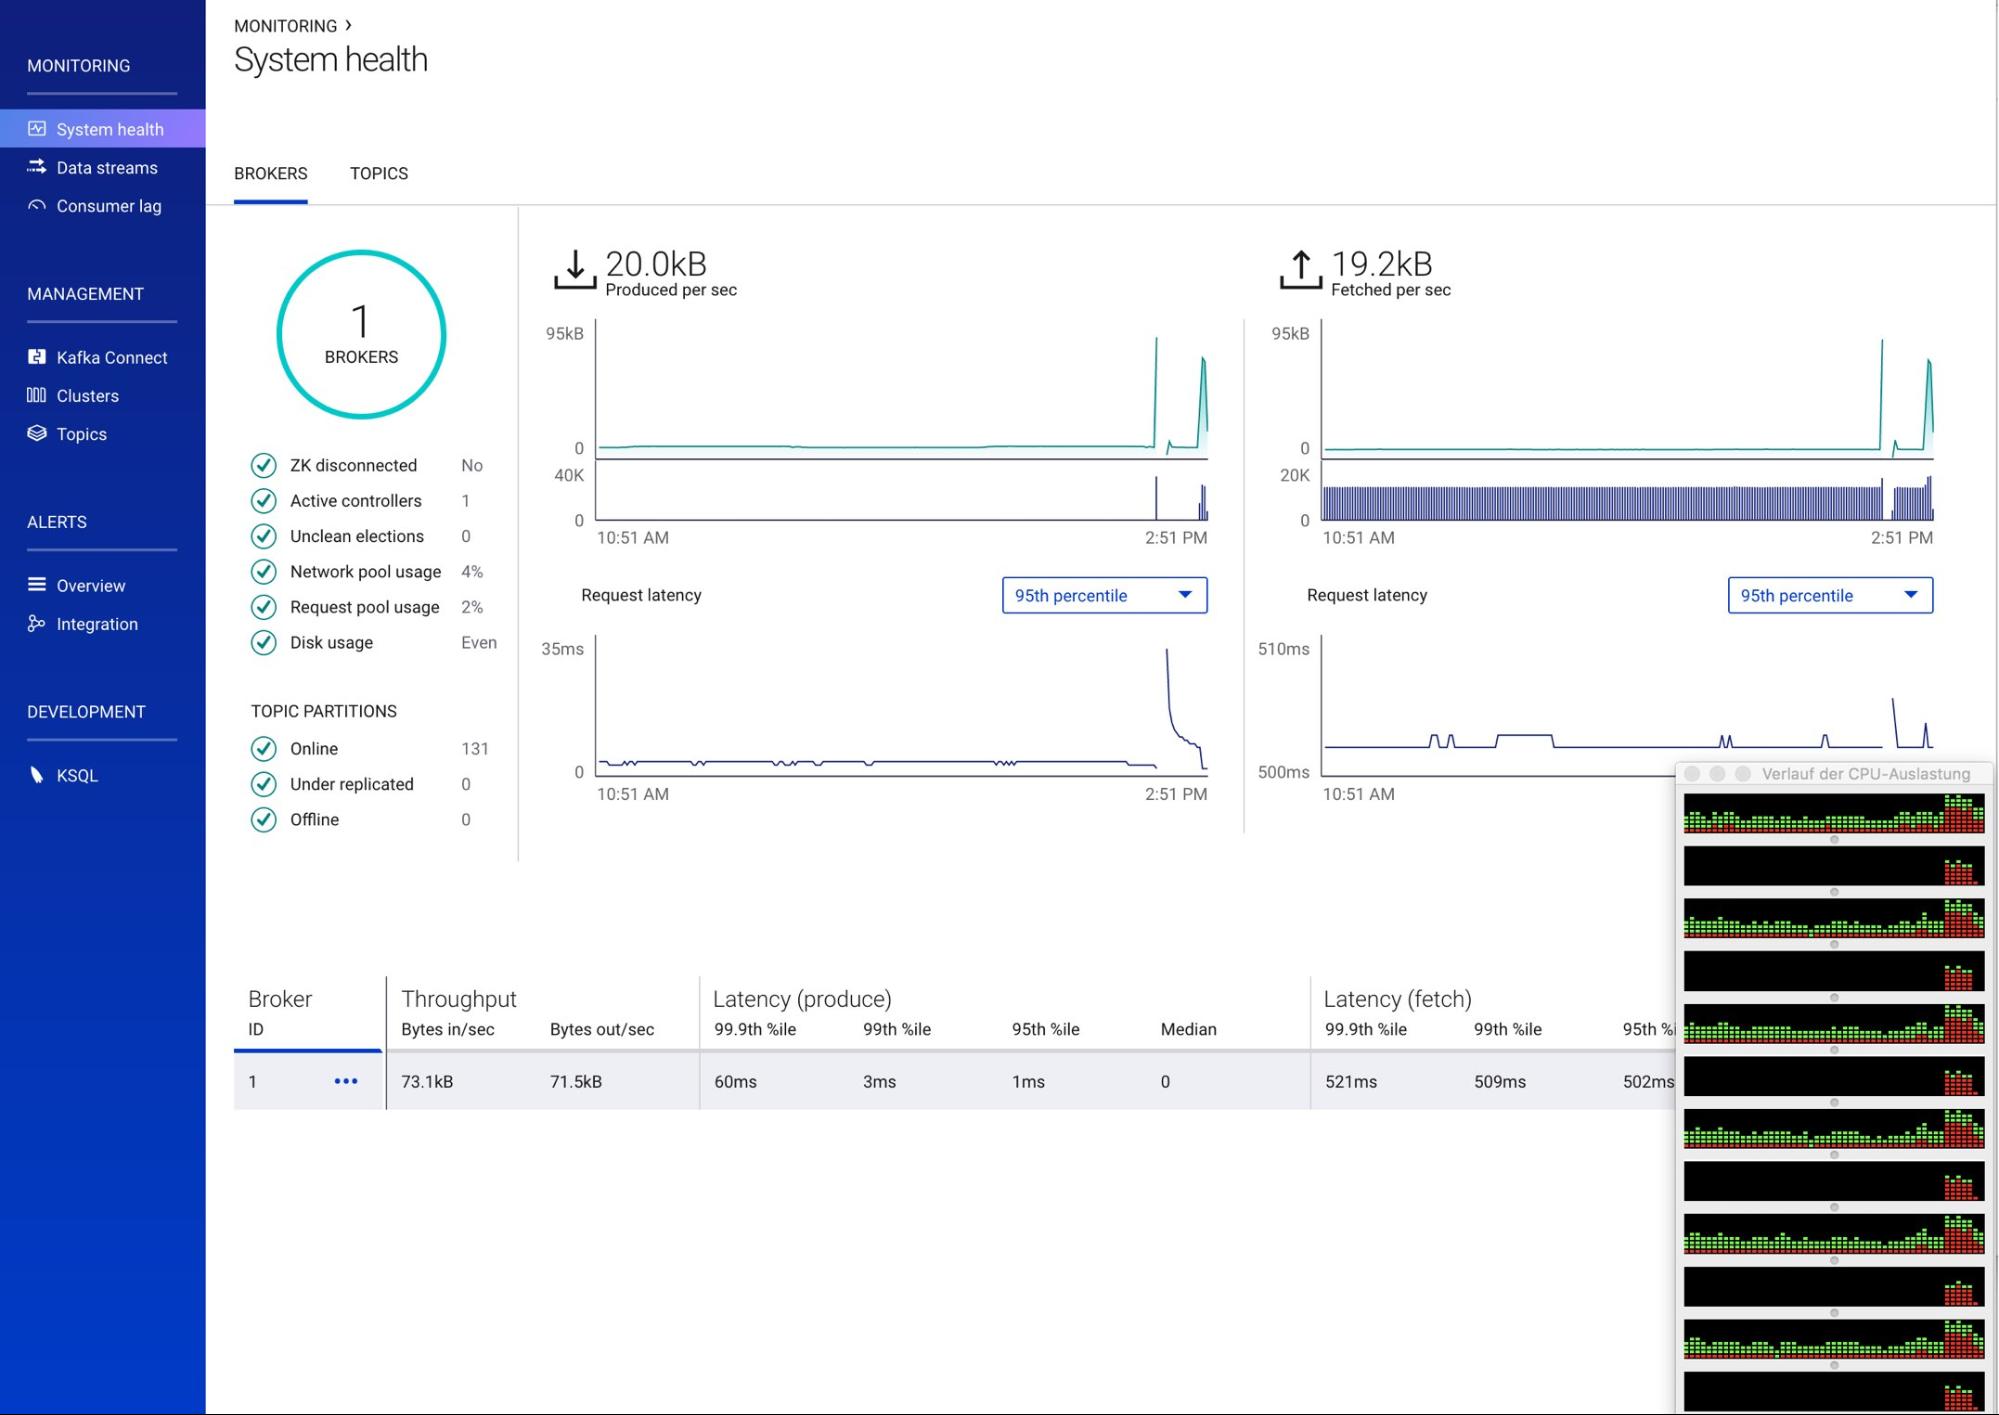 MONITORING
System health
Data streams
Consumer lag
MANAGEMENT
Kafka Connect
Clusters
Topics
ALERTS
Overview
Integration
DEVELOPMENT
KSQL
MONITORING ›
System health
BROKERS TOPICS
1
BROKERS
ZK disconnected No
Active controllers 1
Unclean elections 0
Network pool usage 4%
Request pool usage 2%
Disk usage Even
TOPIC PARTITIONS
Online 131
Under replicated 0
Offline 0
20.0kB
Produced per sec
95kB
0
40K
0
10:51 AM 2:51 PM
Request latency 95th percentile
35ms
0
10:51 AM 2:51 PM
19.2kB
Fetched per sec
95kB
0
20K
0
10:51 AM 2:51 PM
Request latency 95th percentile
510ms
500ms
10:51 AM
Verlauf der CPU-Auslastung
Broker Throughput Latency (produce) Latency (fetch)
ID Bytes in/sec Bytes out/sec 99.9th %ile 99th %ile 95th %ile Median 99.9th %ile 99th %ile 95th %i
1 ••• 73.1kB 71.5kB 60ms 3ms 1ms 0 521ms 509ms 502ms